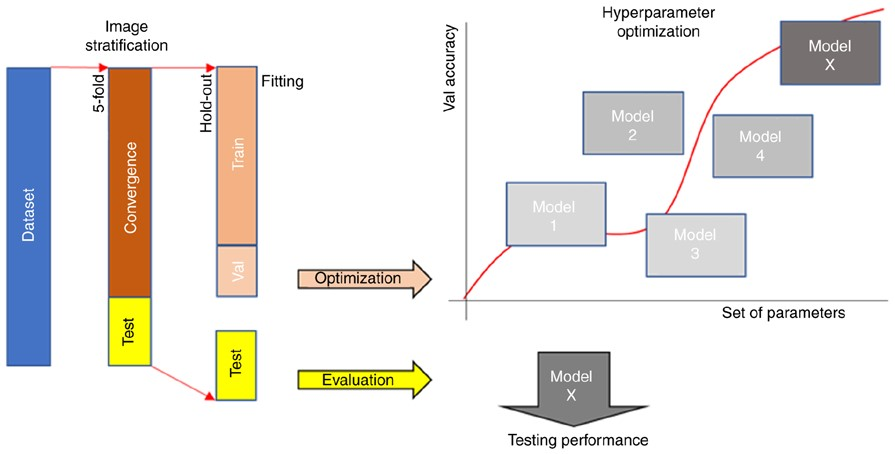 Image
stratification
Dataset
5-fold
Convergence
Test
Hold-out
Fitting
Train
Val
Test
Optimization
Evaluation
Hyperparameter
optimization
Val accuracy
Model
X
Model
2
Model
4
Model
1
Model
3
Set of parameters
Model
X
Testing performance